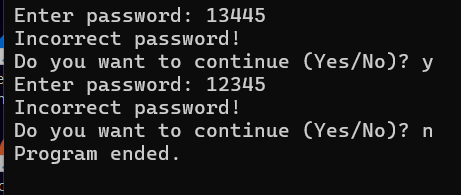 Enter password: 13445
Incorrect password!
Do you want to continue (Yes/No)? y
Enter password: 12345
Incorrect password!
Do you want to continue (Yes/No)? n
Program ended.